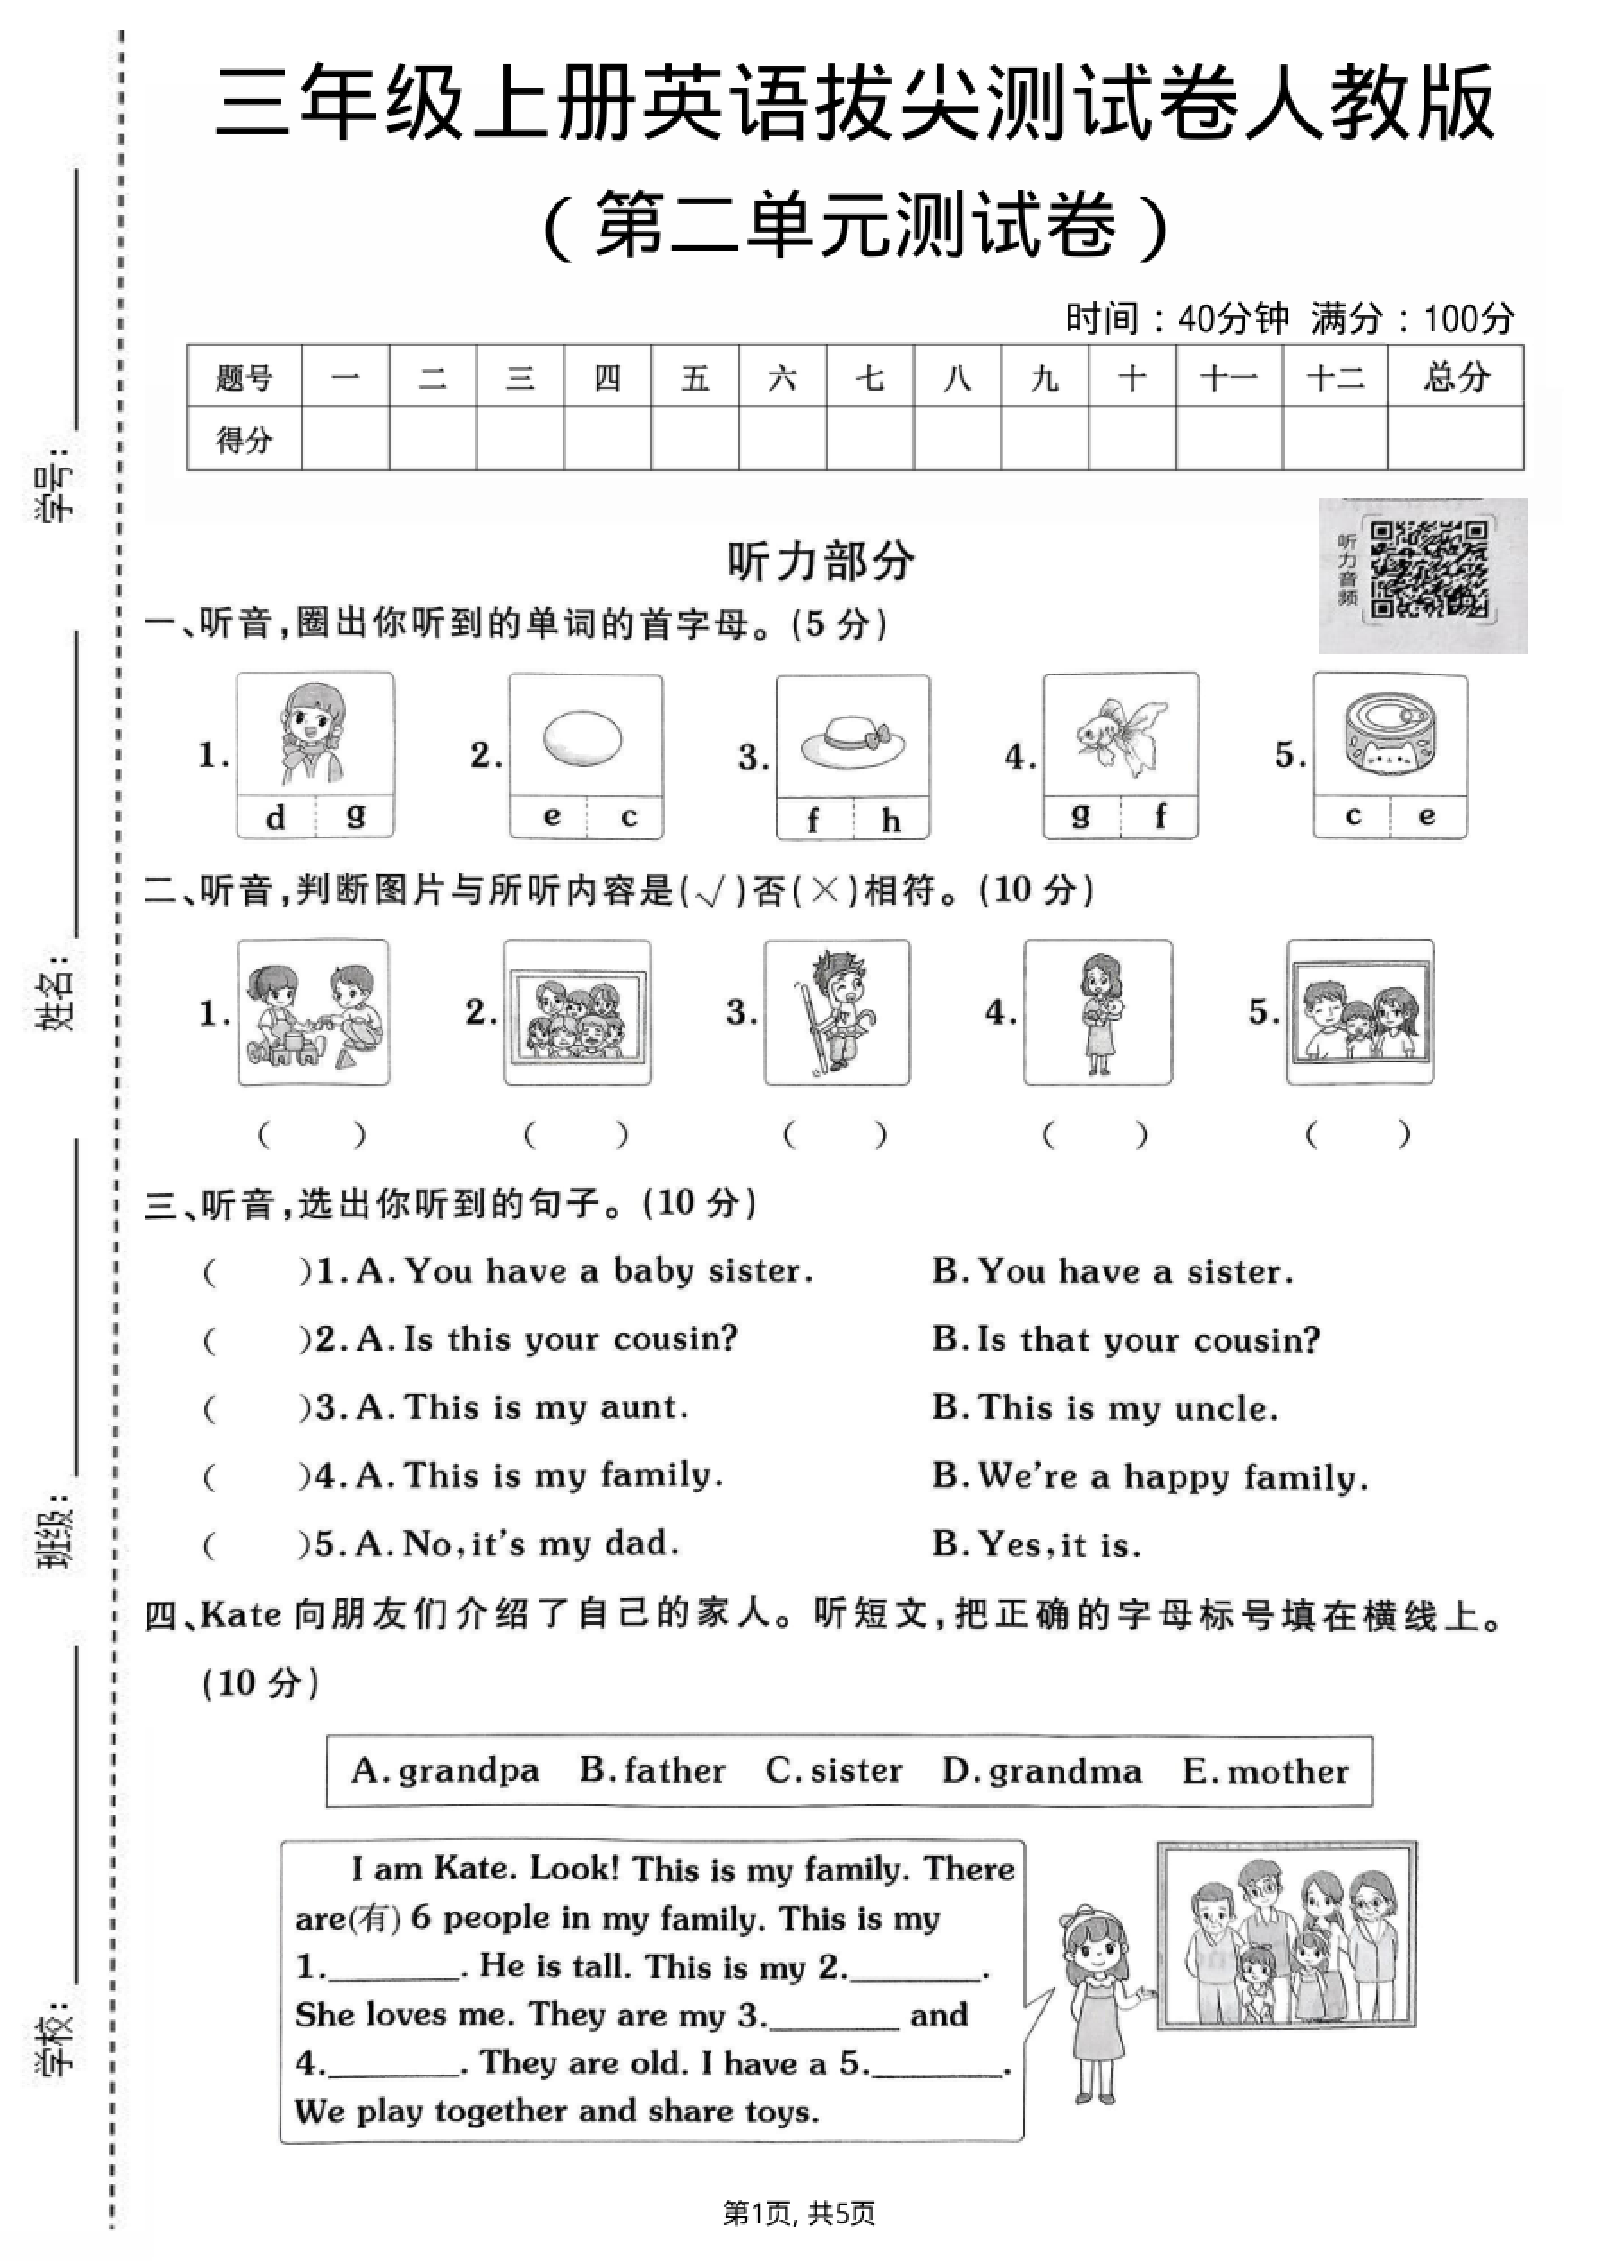 三年级上册英语拔尖测试卷人教版
（第二单元测试卷）
时间：40分钟 满分：100分
题号 一 二 三 四 五 六 七 八 九 十 十一 十二 总分
得分
听力音频
听力部分
一、听音,圈出你听到的单词的首字母。(5 分)
1. 2. 3. 4. 5.
d g e c f h g f c e
二、听音,判断图片与所听内容是(√)否(×)相符。(10 分)
1. 2. 3. 4. 5.
( ) ( ) ( ) ( ) ( )
三、听音,选出你听到的句子。(10 分)
( )1. A. You have a baby sister. B. You have a sister.
( )2. A. Is this your cousin? B. Is that your cousin?
( )3. A. This is my aunt. B. This is my uncle.
( )4. A. This is my family. B. We're a happy family.
( )5. A. No, it's my dad. B. Yes, it is.
四、Kate 向朋友们介绍了自己的家人。听短文,把正确的字母标号填在横线上。
(10 分)
A. grandpa B. father C. sister D. grandma E. mother
I am Kate. Look! This is my family. There
are(有) 6 people in my family. This is my
1.________. He is tall. This is my 2.________.
She loves me. They are my 3.________ and
4.________. They are old. I have a 5.________.
We play together and share toys.
学号：
姓名：
班级：
学校：
第1页, 共5页